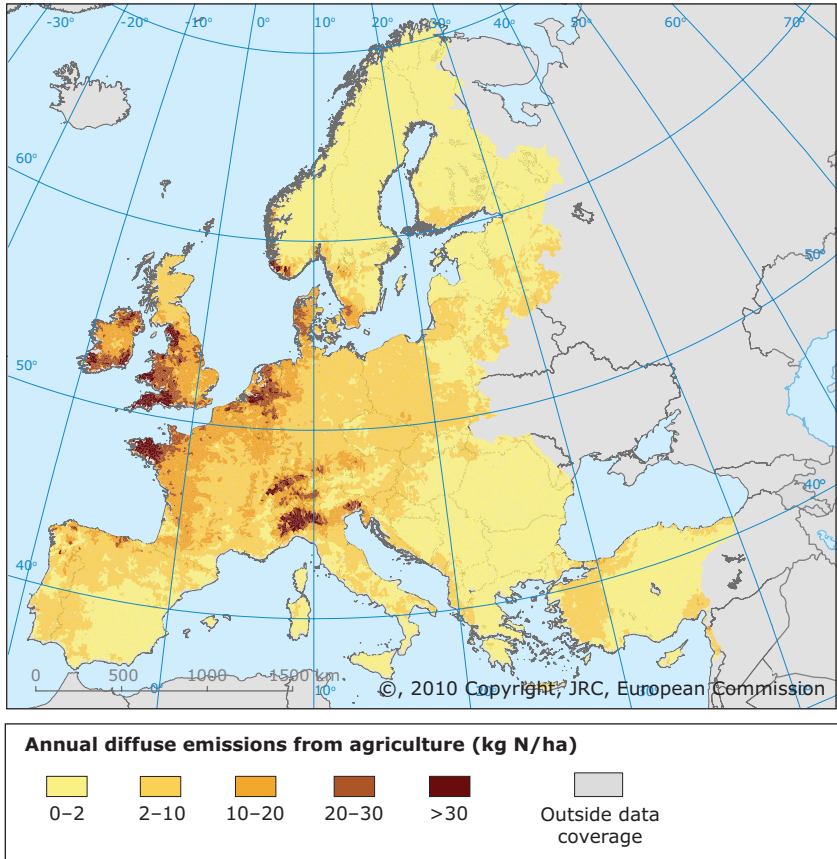 -30° -20° -10° 0° 10° 20° 30° 40° 50° 60° 70°
60°
50°
50°
40°
40°
0 500 1000 1500 km.
0° 10° 20° 30°
©, 2010 Copyright, JRC, European Commission
Annual diffuse emissions from agriculture (kg N/ha)
0–2 2–10 10–20 20–30 >30 Outside data
coverage